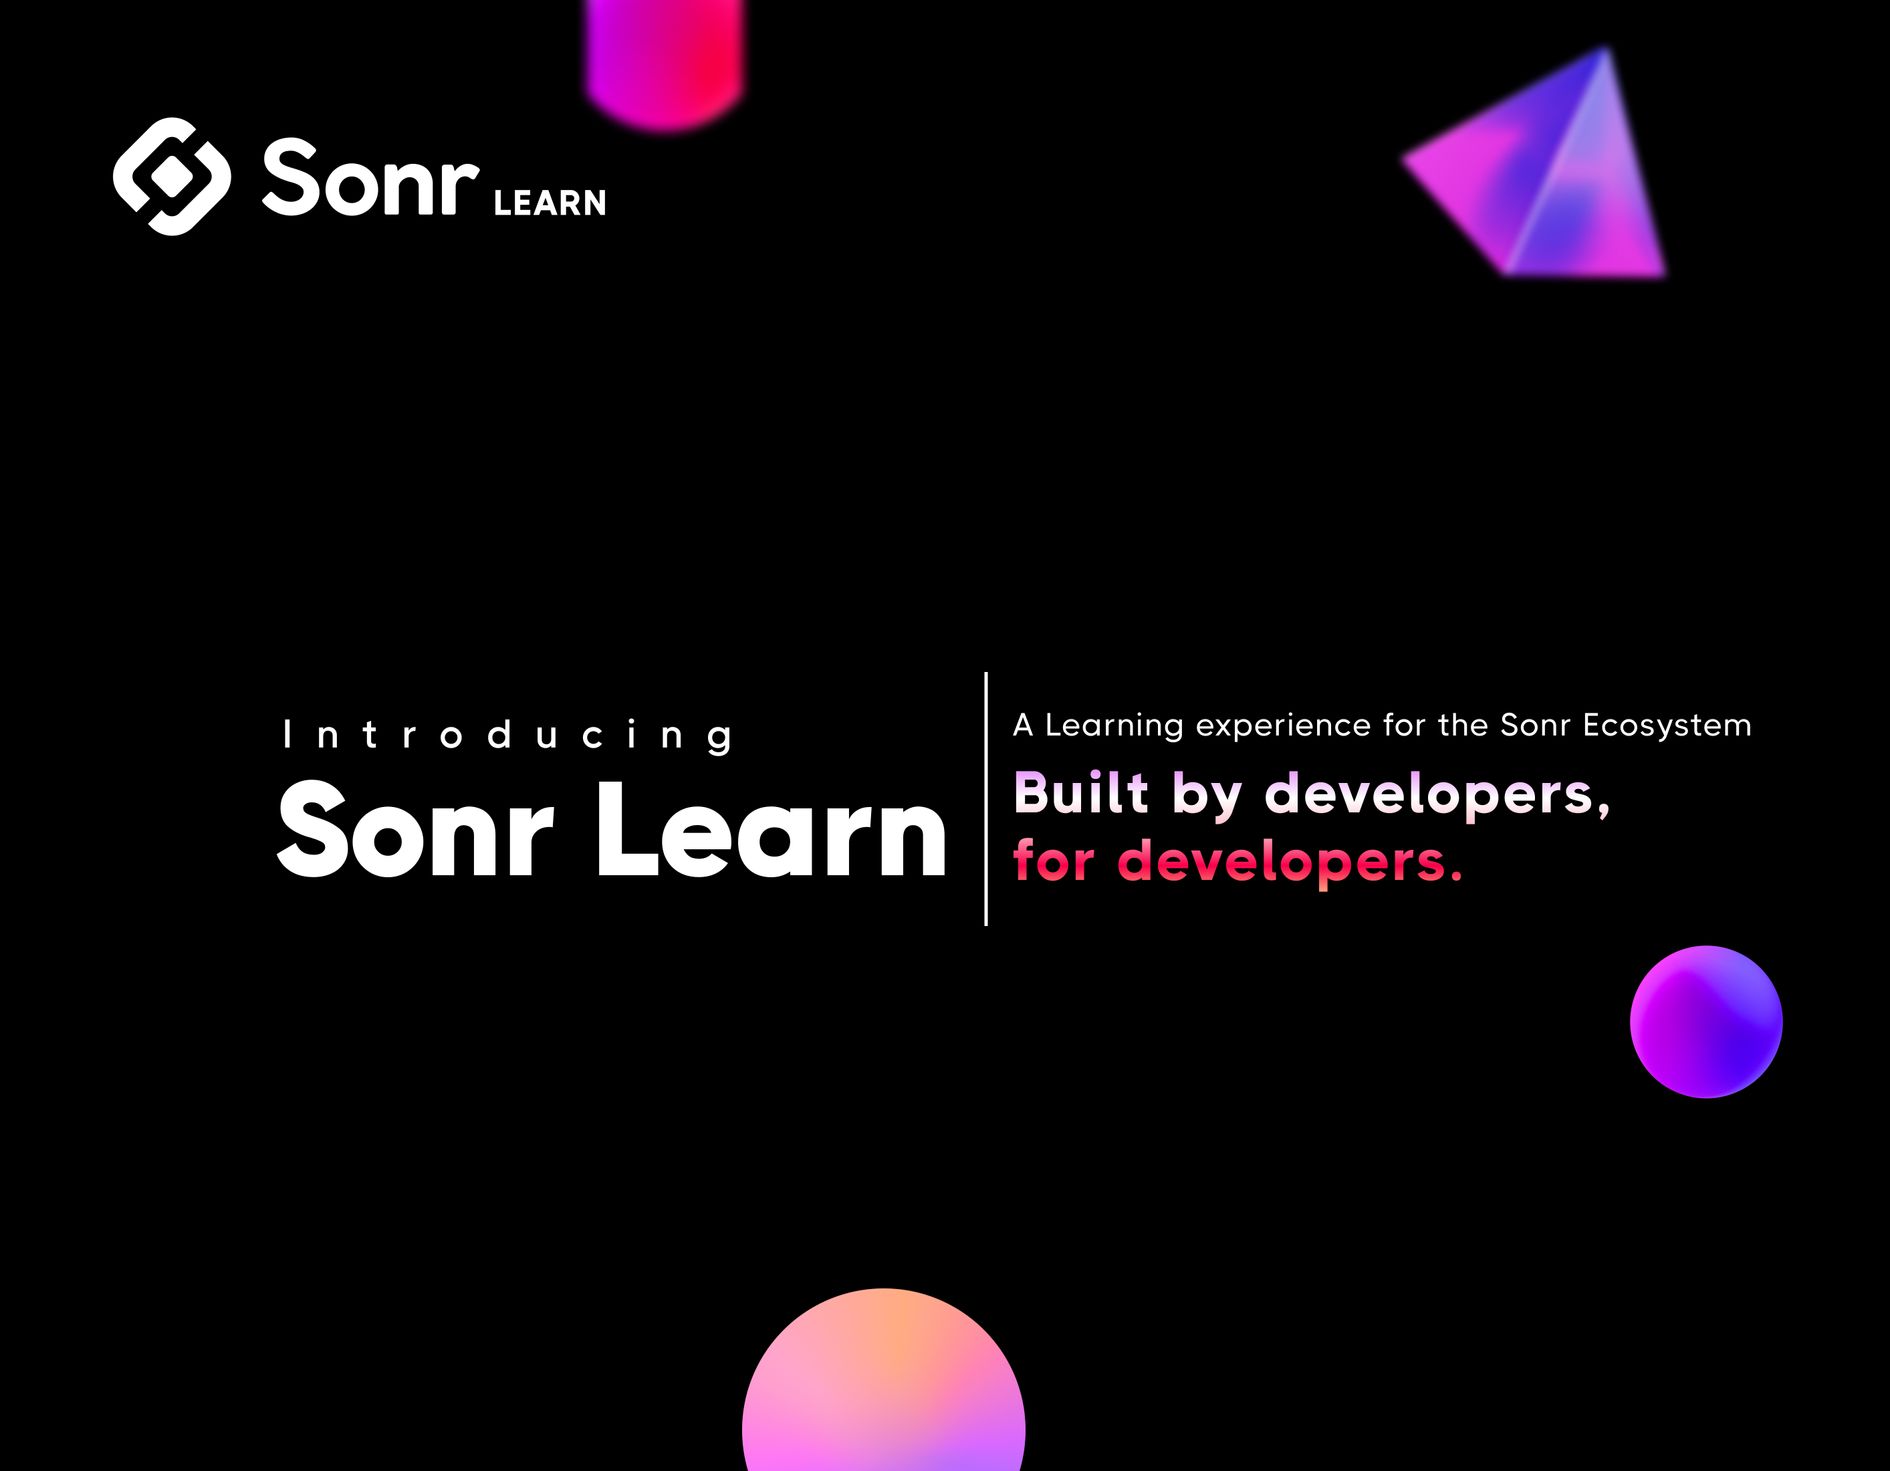 Sonr LEARN
Introducing
Sonr Learn
A Learning experience for the Sonr Ecosystem
Built by developers,
for developers.